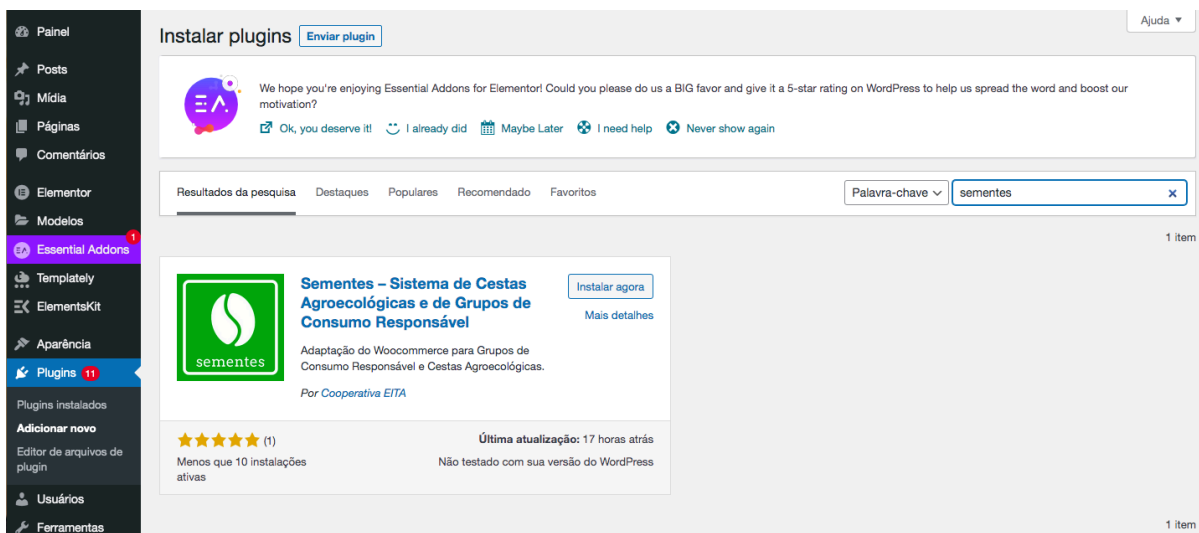 Painel
Posts
Mídia
Páginas
Comentários
Elementor
Modelos
Essential Addons
1
Templately
ElementsKit
Aparência
Plugins 11
Plugins instalados
Adicionar novo
Editor de arquivos de
plugin
Usuários
Ferramentas
Ajuda
Instalar plugins Enviar plugin
We hope you're enjoying Essential Addons for Elementor! Could you please do us a BIG favor and give it a 5-star rating on WordPress to help us spread the word and boost our
motivation?
Ok, you deserve it! I already did Maybe Later I need help Never show again
Resultados da pesquisa Destaques Populares Recomendado Favoritos Palavra-chave sementes
1 item
sementes
Sementes – Sistema de Cestas
Agroecológicas e de Grupos de
Consumo Responsável
Instalar agora
Mais detalhes
Adaptação do Woocommerce para Grupos de
Consumo Responsável e Cestas Agroecológicas.
Por Cooperativa EITA
(1)
Menos que 10 instalações
ativas
Última atualização: 17 horas atrás
Não testado com sua versão do WordPress
1 item